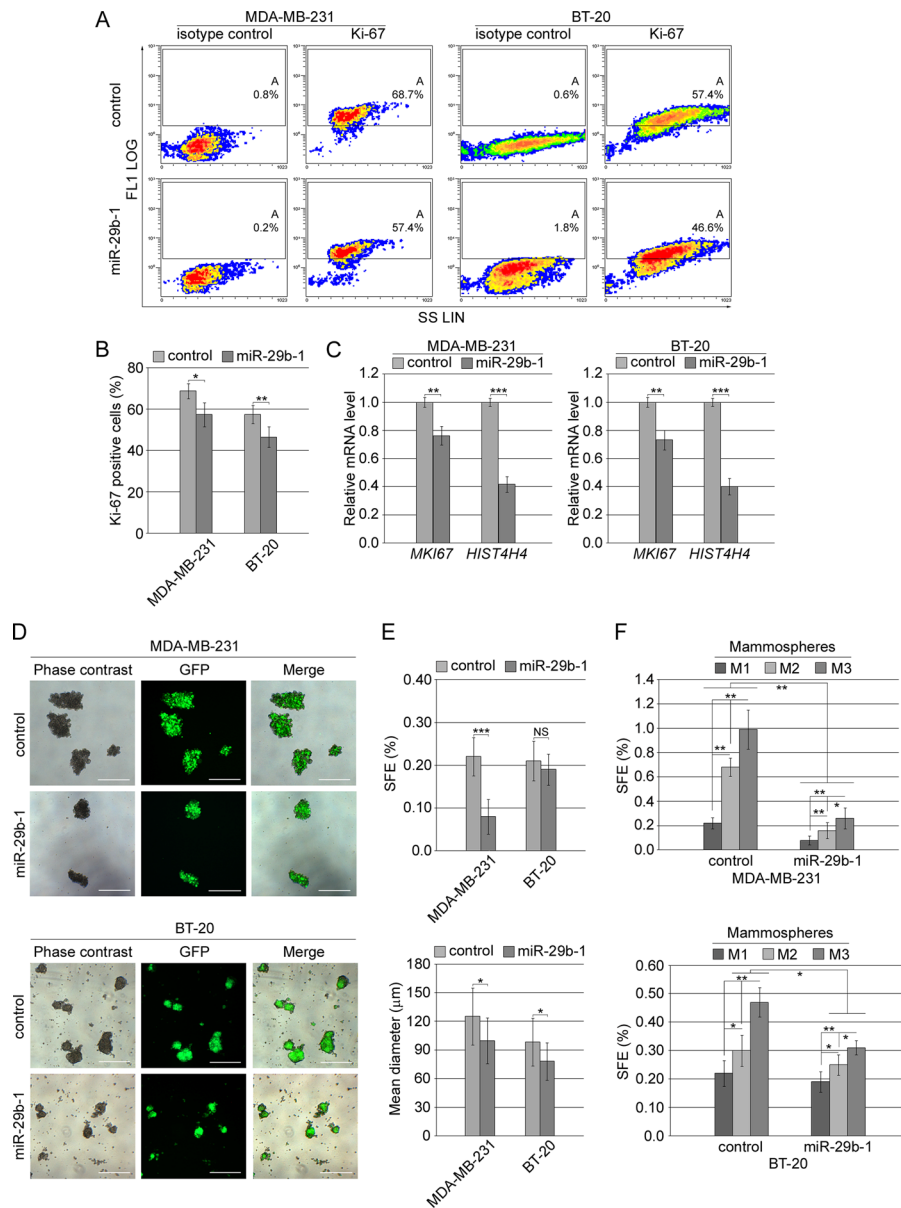 A
MDA-MB-231
BT-20
isotype control
Ki-67
isotype control
Ki-67
control
miR-29b-1
FL1 LOG
A
0.8%
A
68.7%
A
0.6%
A
57.4%
A
0.2%
A
57.4%
A
1.8%
A
46.6%
1023
1023
1023
1023
SS LIN
B
control miR-29b-1
Ki-67 positive cells (%)
80
60
40
20
0
*
**
MDA-MB-231
BT-20
C
MDA-MB-231
control miR-29b-1
Relative mRNA level
1.2
1.0
0.8
0.6
0.4
0.2
0.0
**
***
MKI67 HIST4H4
BT-20
control miR-29b-1
Relative mRNA level
1.2
1.0
0.8
0.6
0.4
0.2
0.0
**
***
MKI67 HIST4H4
D
MDA-MB-231
Phase contrast GFP Merge
control
miR-29b-1
BT-20
Phase contrast GFP Merge
control
miR-29b-1
E
control miR-29b-1
SFE (%)
0.40
0.30
0.20
0.10
0.0
***
NS
MDA-MB-231
BT-20
control miR-29b-1
Mean diameter (μm)
180
150
120
90
60
30
0
*
*
MDA-MB-231
BT-20
F
Mammospheres
M1 M2 M3
SFE (%)
1.4
1.2
1.0
0.8
0.6
0.4
0.2
0.0
**
**
**
**
**
*
control miR-29b-1
MDA-MB-231
Mammospheres
M1 M2 M3
SFE (%)
0.60
0.50
0.40
0.30
0.20
0.10
0.0
*
**
*
**
*
*
control miR-29b-1
BT-20